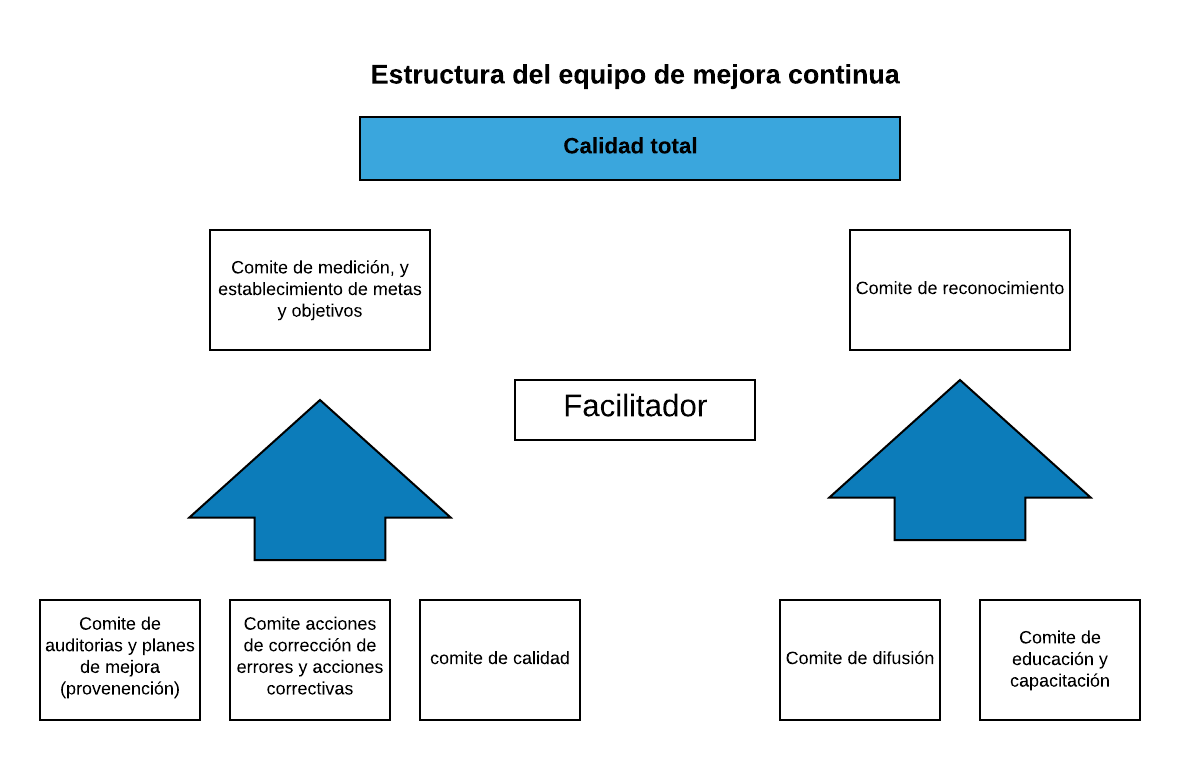 Estructura del equipo de mejora continua
Calidad total
Comite de medición, y
establecimiento de metas
y objetivos
Comite de reconocimiento
Facilitador
Comite de
auditorias y planes
de mejora
(provenención)
Comite acciones
de corrección de
errores y acciones
correctivas
comite de calidad
Comite de difusión
Comite de
educación y
capacitación